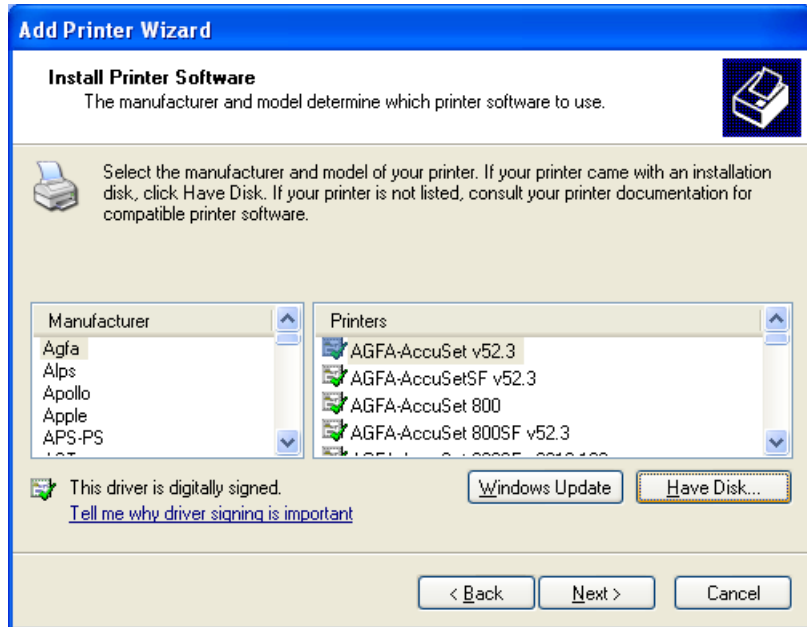 Add Printer Wizard
Install Printer Software
The manufacturer and model determine which printer software to use.
Select the manufacturer and model of your printer. If your printer came with an installation
disk, click Have Disk. If your printer is not listed, consult your printer documentation for
compatible printer software.
Manufacturer
Agfa
Alps
Apollo
Apple
APS-PS
Printers
AGFA-AccuSet v52.3
AGFA-AccuSetSF v52.3
AGFA-AccuSet 800
AGFA-AccuSet 800SF v52.3
This driver is digitally signed.
Tell me why driver signing is important
Windows Update
Have Disk...
< Back
Next >
Cancel